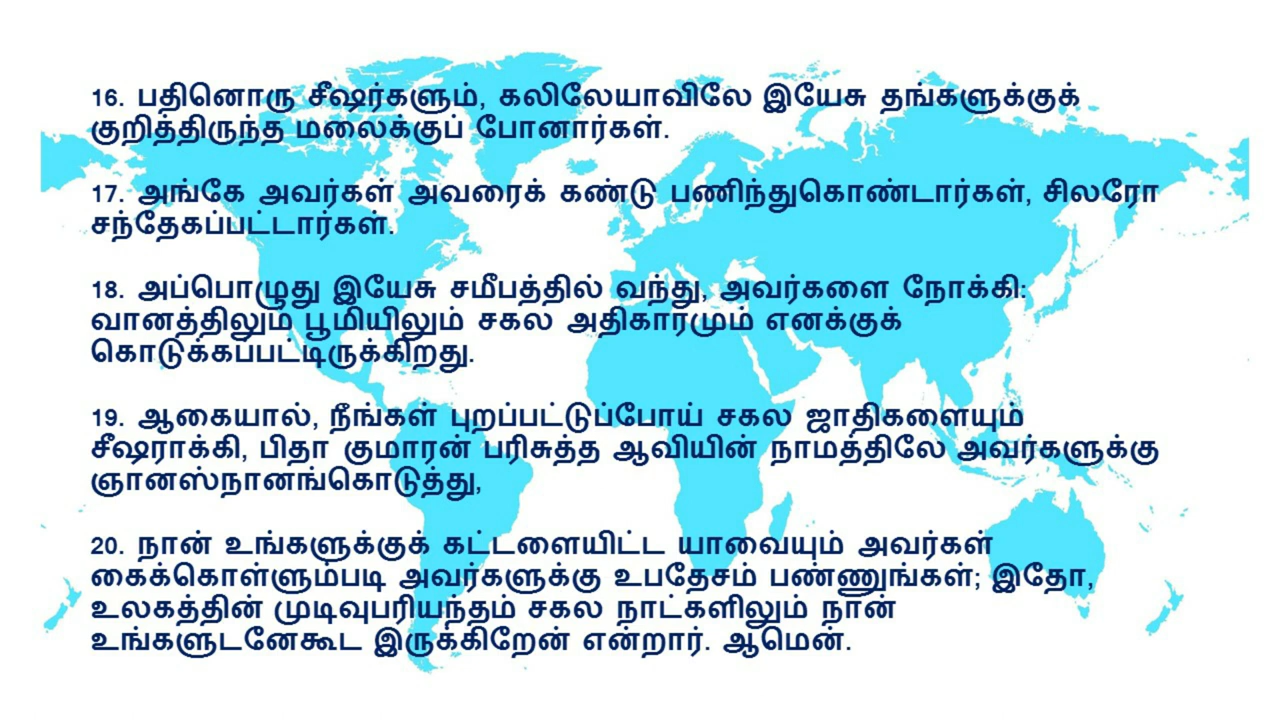 16. பதினொரு சீஷர்களும், கலிலேயாவிலே இயேசு தங்களுக்குக்
குறித்திருந்த மலைக்குப் போனார்கள்.
17. அங்கே அவர்கள் அவரைக் கண்டு பணிந்துகொண்டார்கள், சிலரோ
சந்தேகப்பட்டார்கள்.
18. அப்பொழுது இயேசு சமீபத்தில் வந்து, அவர்களை நோக்கி:
வானத்திலும் பூமியிலும் சகல அதிகாரமும் எனக்குக்
கொடுக்கப்பட்டிருக்கிறது.
19. ஆகையால், நீங்கள் புறப்பட்டுப்போய் சகல ஜாதிகளையும்
சீஷராக்கி, பிதா குமாரன் பரிசுத்த ஆவியின் நாமத்திலே அவர்களுக்கு
ஞானஸ்நானங்கொடுத்து,
20. நான் உங்களுக்குக் கட்டளையிட்ட யாவையும் அவர்கள்
கைக்கொள்ளும்படி அவர்களுக்கு உபதேசம் பண்ணுங்கள்; இதோ,
உலகத்தின் முடிவுபரியந்தம் சகல நாட்களிலும் நான்
உங்களுடனேகூட இருக்கிறேன் என்றார். ஆமென்.